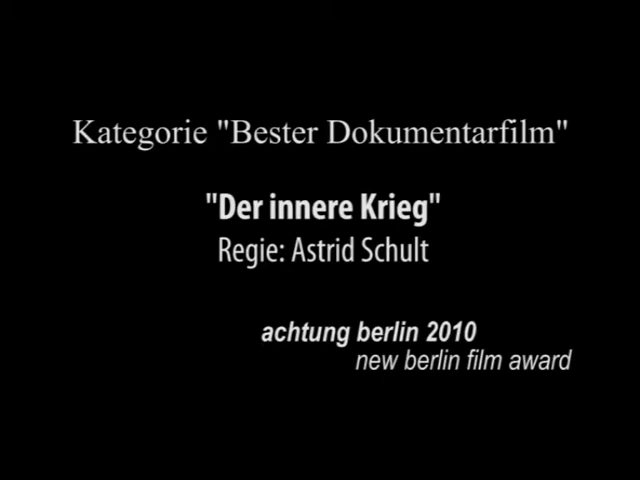 Kategorie "Bester Dokumentarfilm"
"Der innere Krieg"
Regie: Astrid Schult
achtung berlin 2010
new berlin film award